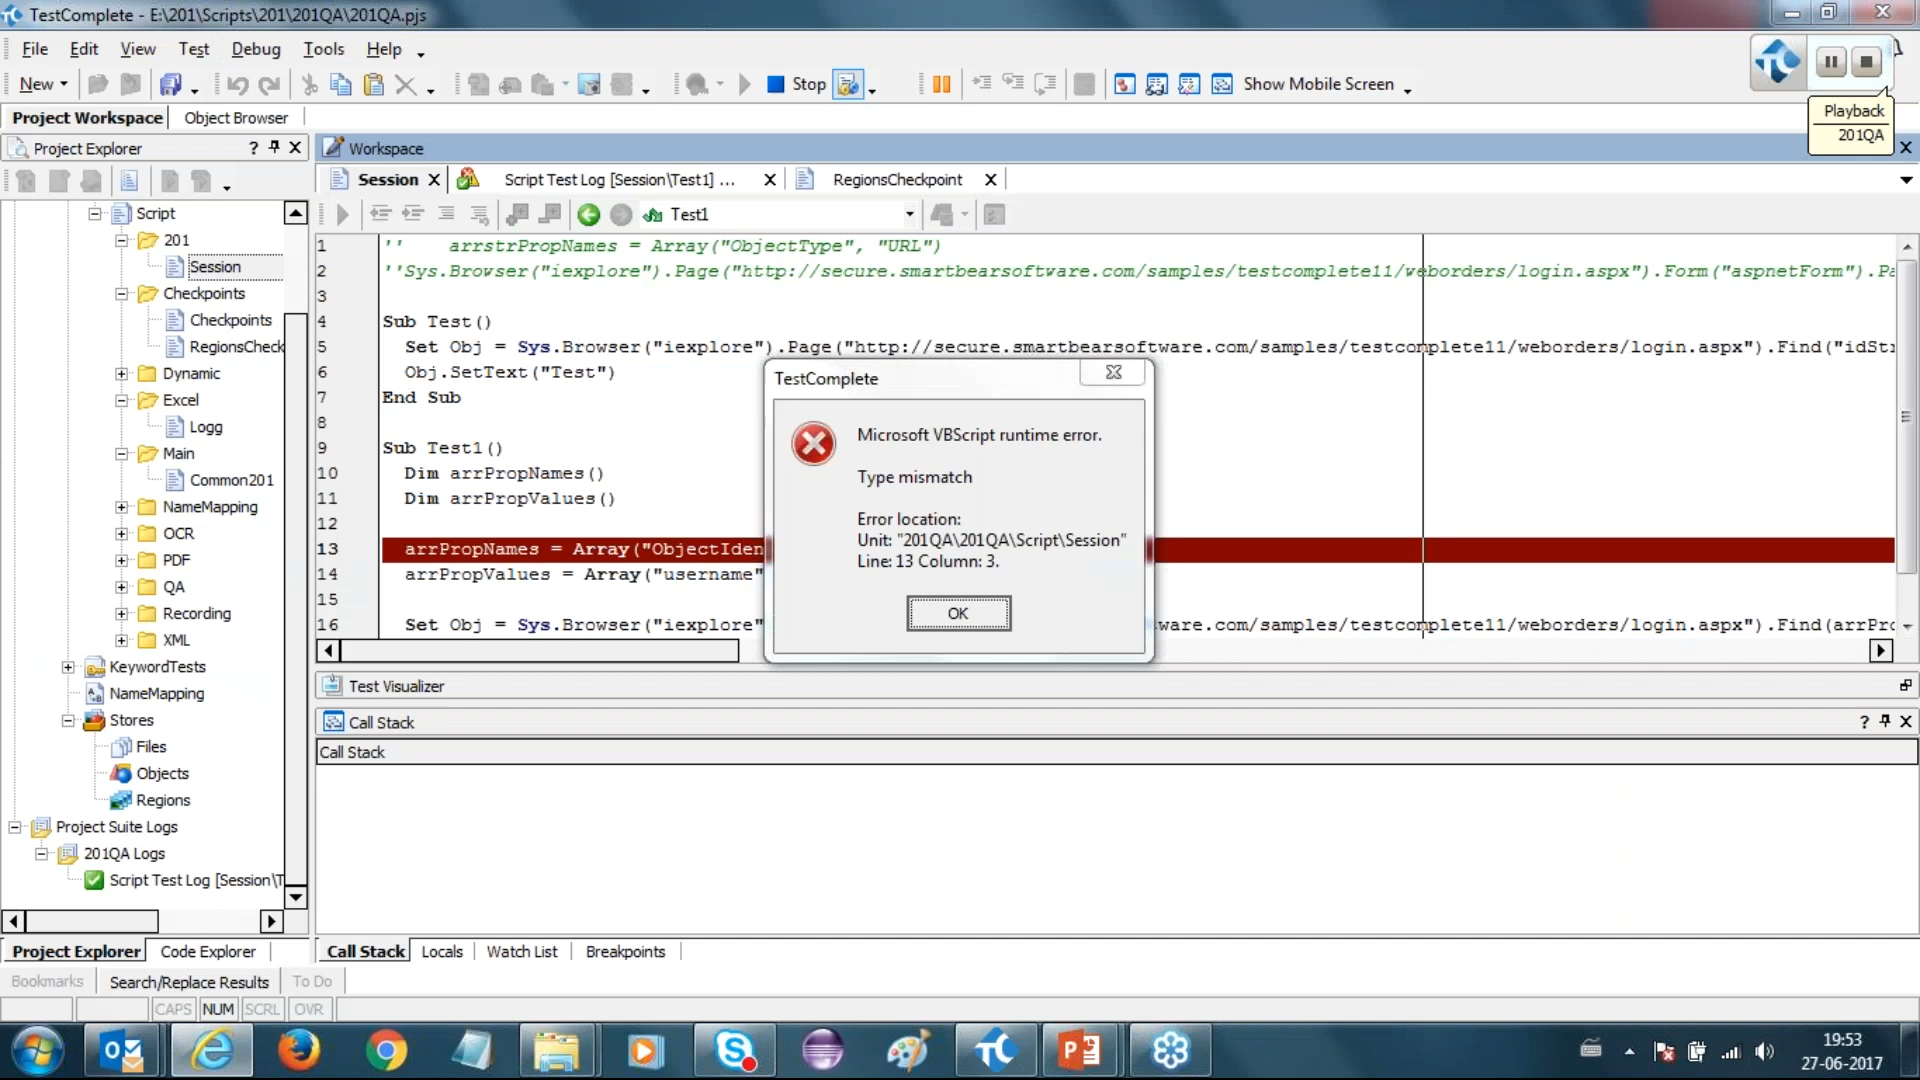 TestComplete - E:\201\Scripts\201\201QA\201QA.pjs
File Edit View Test Debug Tools Help
New Stop Show Mobile Screen
Playback
201QA
Project Workspace Object Browser
Project Explorer ?
Workspace
Session Script Test Log [Session\Test1] ... RegionsCheckpoint
Test1
Script
201
Session
Checkpoints
Checkpoints
RegionsCheck
Dynamic
Excel
Logg
Main
Common201
NameMapping
OCR
PDF
QA
Recording
XML
KeywordTests
NameMapping
Stores
Files
Objects
Regions
Project Suite Logs
201QA Logs
Script Test Log [Session\T
1 '' arrstrPropNames = Array("ObjectType", "URL")
2 ''Sys.Browser("iexplore").Page("http://secure.smartbearsoftware.com/samples/testcomplete11/weborders/login.aspx").Form("aspnetForm").Pa
3
4 Sub Test()
5 Set Obj = Sys.Browser("iexplore").Page("http://secure.smartbearsoftware.com/samples/testcomplete11/weborders/login.aspx").Find("idStr
6 Obj.SetText("Test")
7 End Sub
8
9 Sub Test1()
10 Dim arrPropNames()
11 Dim arrPropValues()
12
13 arrPropNames = Array("ObjectIden
14 arrPropValues = Array("username"
15
16 Set Obj = Sys.Browser("iexplore" ware.com/samples/testcomplete11/weborders/login.aspx").Find(arrPro
TestComplete
Microsoft VBScript runtime error.
Type mismatch
Error location:
Unit: "201QA\201QA\Script\Session"
Line: 13 Column: 3.
OK
Test Visualizer
Call Stack ?
Call Stack
Project Explorer Code Explorer
Call Stack Locals Watch List Breakpoints
Bookmarks Search/Replace Results To Do
CAPS NUM SCRL OVR
19:53
27-06-2017